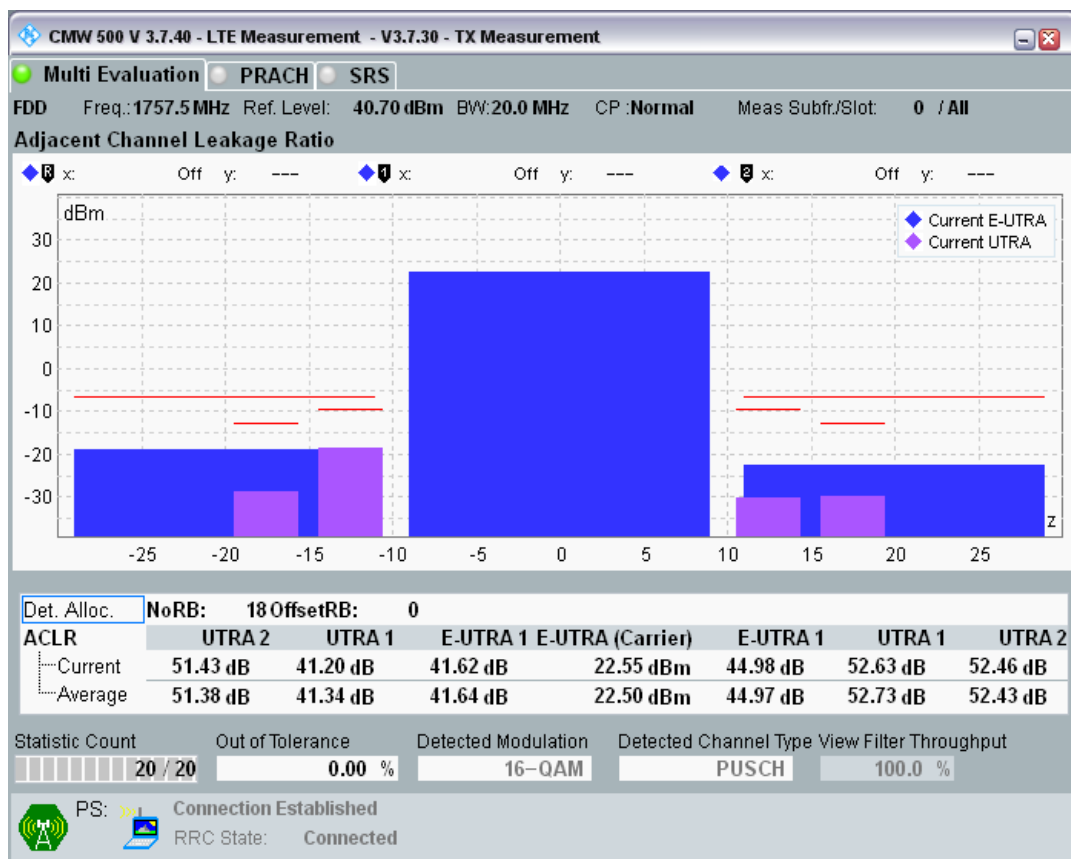 CMW 500 V 3.7.40 - LTE Measurement - V3.7.30 - TX Measurement
Multi Evaluation PRACH SRS
FDD Freq.: 1757.5 MHz Ref. Level: 40.70 dBm BW: 20.0 MHz CP : Normal Meas Subfr./Slot: 0 / All
Adjacent Channel Leakage Ratio
R x: Off y: --- 1 x: Off y: --- 2 x: Off y: ---
dBm
Current E-UTRA
Current UTRA
30
20
10
0
-10
-20
-30
z
-25 -20 -15 -10 -5 0 5 10 15 20 25
Det. Alloc. NoRB: 18 OffsetRB: 0
ACLR UTRA 2 UTRA 1 E-UTRA 1 E-UTRA (Carrier) E-UTRA 1 UTRA 1 UTRA 2
Current 51.43 dB 41.20 dB 41.62 dB 22.55 dBm 44.98 dB 52.63 dB 52.46 dB
Average 51.38 dB 41.34 dB 41.64 dB 22.50 dBm 44.97 dB 52.73 dB 52.43 dB
Statistic Count Out of Tolerance Detected Modulation Detected Channel Type View Filter Throughput
20 / 20 0.00 % 16-QAM PUSCH 100.0 %
PS: Connection Established
RRC State: Connected